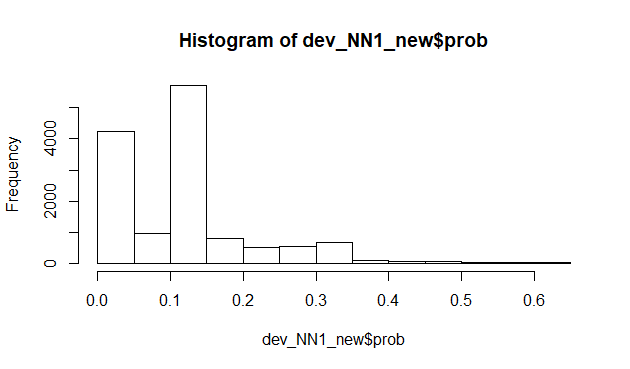 Histogram of dev_NN1_new$prob
Frequency
0
2000
4000
0.0 0.1 0.2 0.3 0.4 0.5 0.6
dev_NN1_new$prob